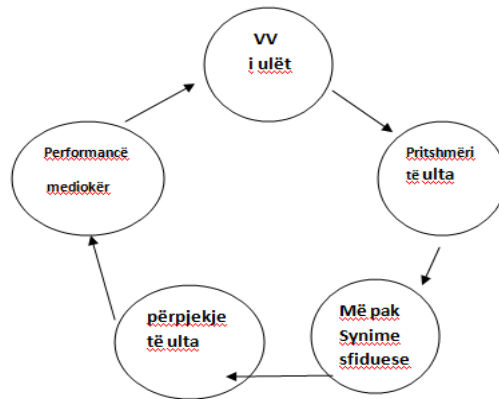 VV
i ulët
Pritshmëri
të ulta
Më pak
Synime
sfiduese
përpjekje
të ulta
Performancë
mediokër